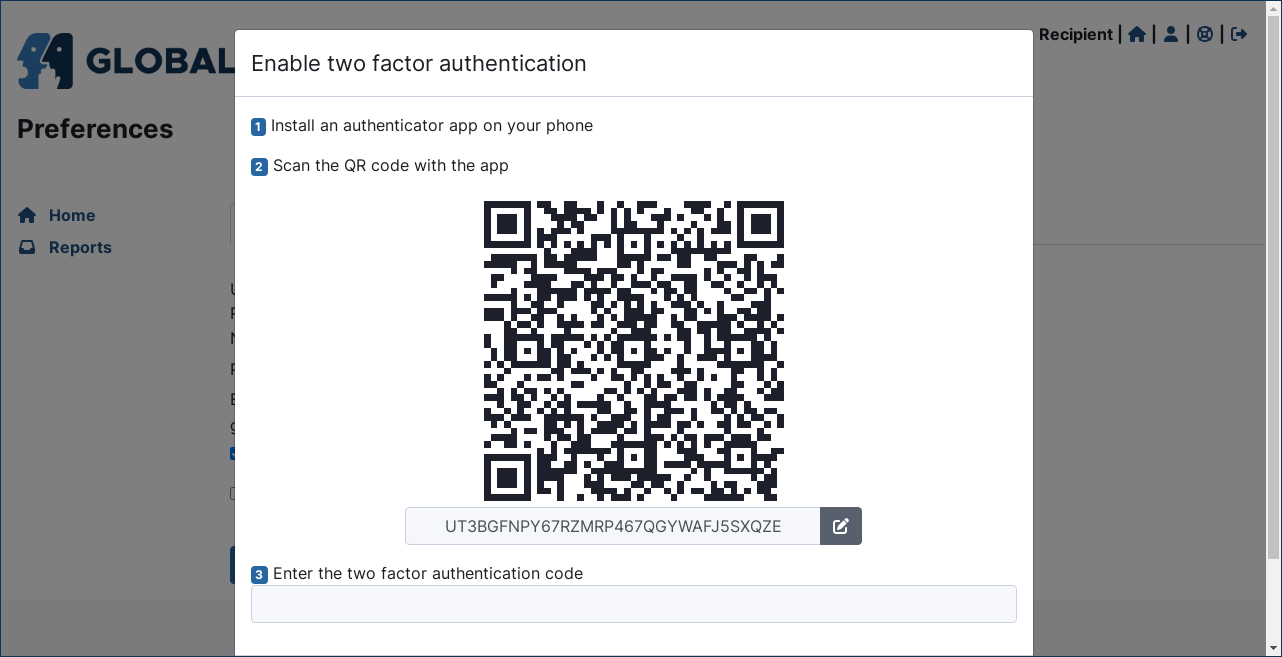 GLOBAL
Recipient | | | |
Preferences
Home
Reports
Enable two factor authentication
1 Install an authenticator app on your phone
2 Scan the QR code with the app
UT3BGFNPY67RZMRP467QGYWAFJ5SXQZE
3 Enter the two factor authentication code